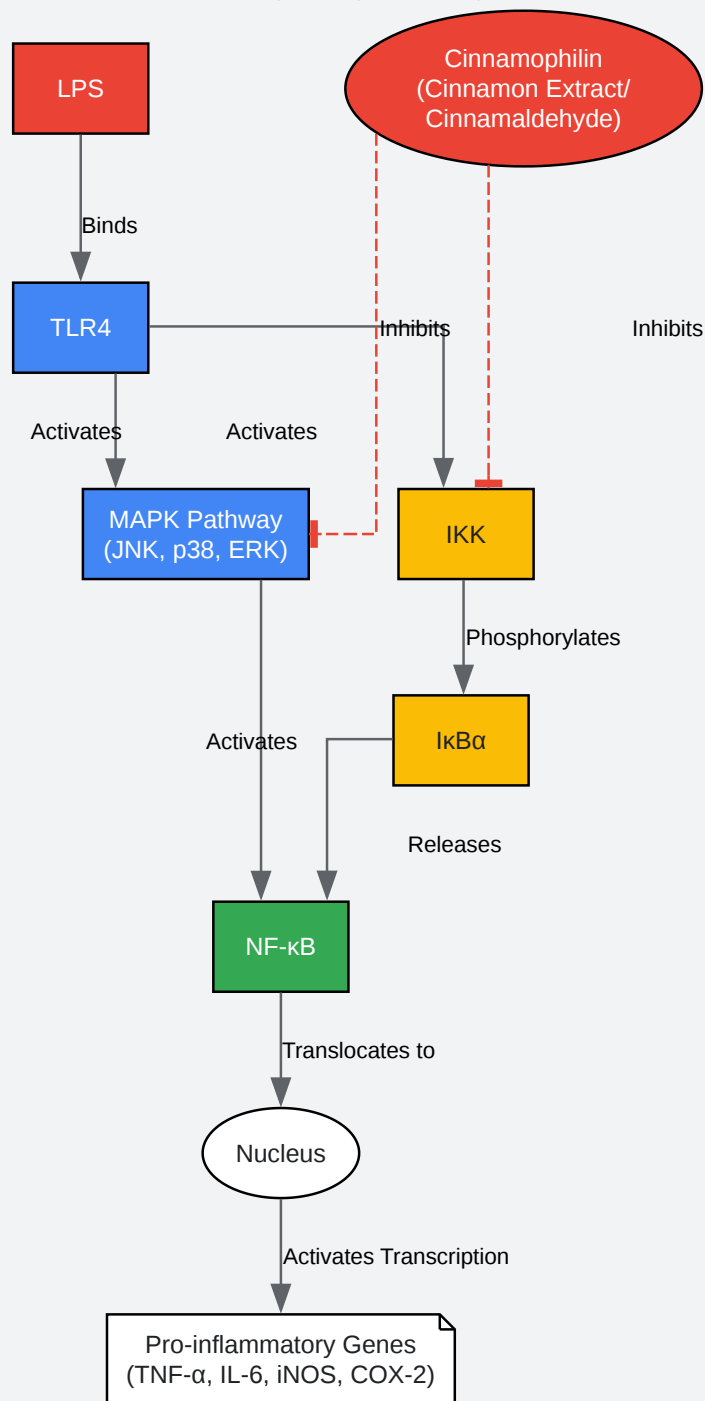 LPS
Cinnamophilin
(Cinnamon Extract/
Cinnamaldehyde)
Binds
TLR4
Inhibits
Inhibits
Activates
Activates
MAPK Pathway
(JNK, p38, ERK)
IKK
Phosphorylates
IκBα
Activates
Releases
NF-κB
Translocates to
Nucleus
Activates Transcription
Pro-inflammatory Genes
(TNF-α, IL-6, iNOS, COX-2)